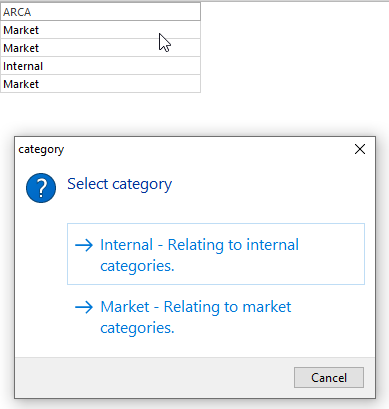 ARCA
Market
Market
Internal
Market
category
?
Select category
Internal - Relating to internal
categories.
Market - Relating to market
categories.
Cancel